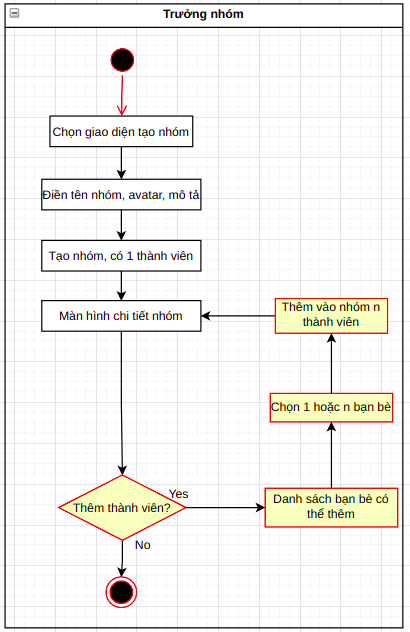 Trưởng nhóm
Chọn giao diện tạo nhóm
Điền tên nhóm, avatar, mô tả
Tạo nhóm, có 1 thành viên
Màn hình chi tiết nhóm
Thêm vào nhóm n
thành viên
Chọn 1 hoặc n bạn bè
Thêm thành viên?
Yes
Danh sách bạn bè có
thể thêm
No